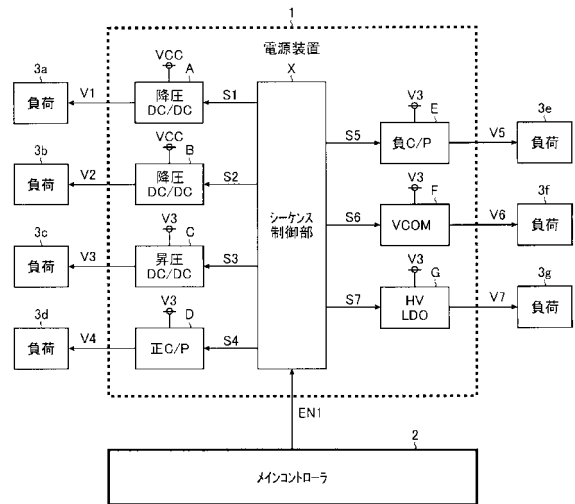 1
電源装置
VCC
A
降圧
DC/DC
S1
V1
3a
負荷
VCC
B
降圧
DC/DC
S2
V2
3b
負荷
V3
C
昇圧
DC/DC
S3
V3
3c
負荷
V3
D
正C/P
S4
V4
3d
負荷
X
シーケンス
制御部
S5
V3
E
負C/P
V5
3e
負荷
S6
V3
F
VCOM
V6
3f
負荷
S7
V3
G
HV
LDO
V7
3g
負荷
EN1
2
メインコントローラ